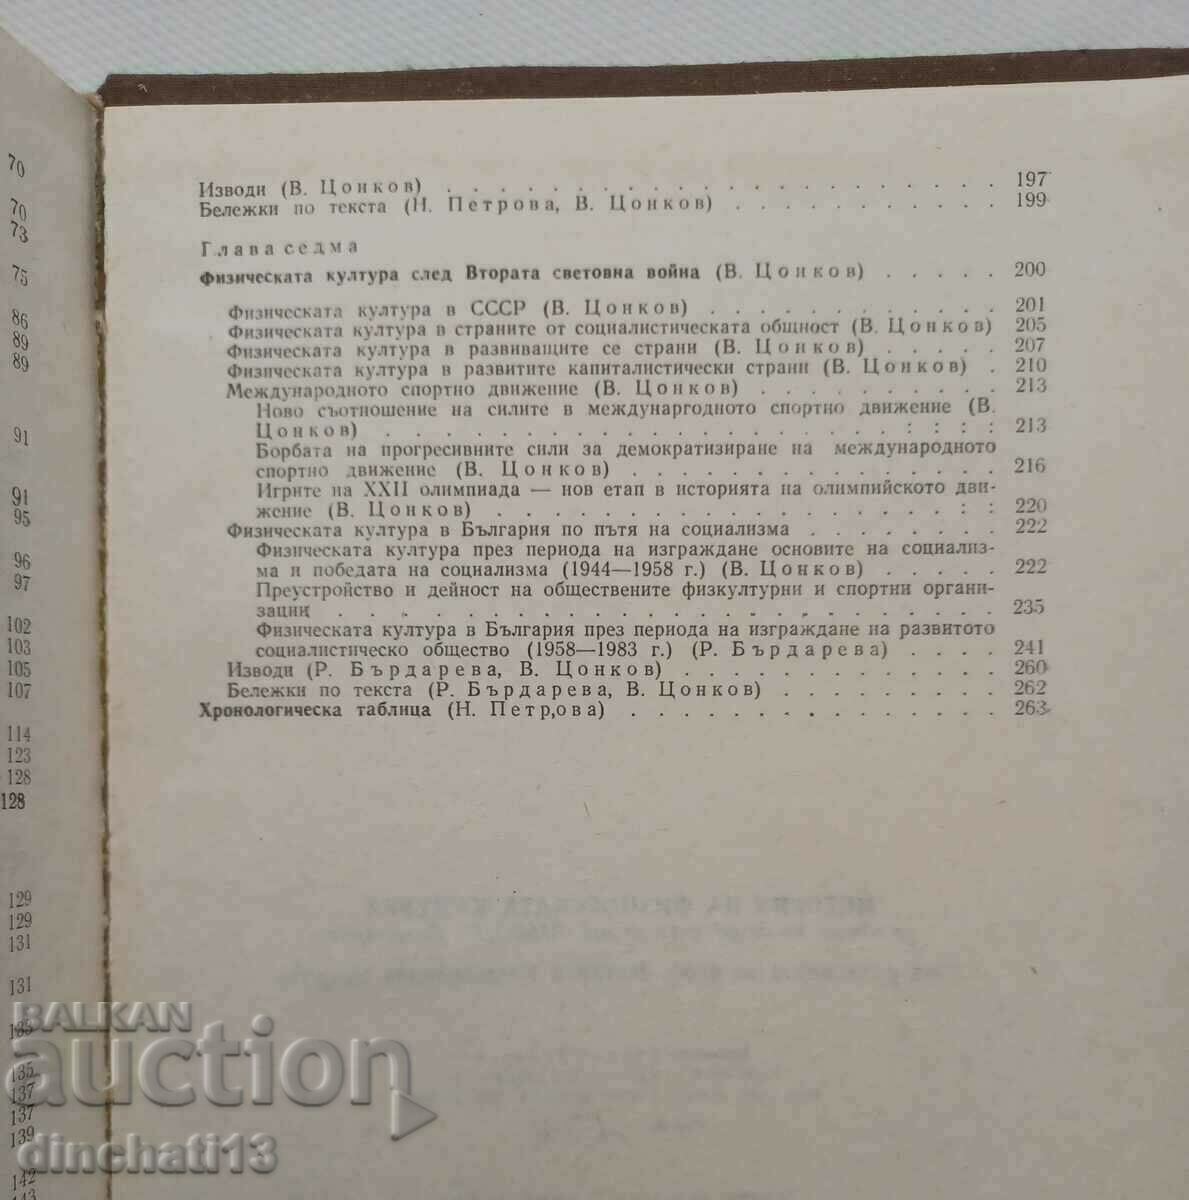 70
70
73
75
86
89
89
91
91
95
96
97
102
103
105
107
114
123
128
128
129
129
131
131
135
135
137
137
139
142
143
Изводи (В. Цонков) . . . . . . . . . . . . . . . . . . . . . 197
Бележки по текста (Н. Петрова, В. Цонков) . . . . . . . . . . . 199
Глава седма
Физическата култура след Втората световна война (В. Цонков) . . . . . 200
Физическата култура в СССР (В. Цонков) . . . . . . . . . . . . 201
Физическата култура в страните от социалистическата общност (В. Цонков) 205
Физическата култура в развиващите се страни (В. Цонков) . . . . . 207
Физическата култура в развитите капиталистически страни (В. Цонков) . 210
Международното спортно движение (В. Цонков) . . . . . . . . . 213
Ново съотношение на силите в междунаргодното спортно движение (В.
Цонков) . . . . . . . . . . . . . . . . . . . . : : : : 213
Борбата на прогресивните сили за демократизиране на международното
спортно движение (В. Цонков) . . . . . . . . . . . . . . . 216
Игрите на XXII олимпиада — нов етап в историята на олимпийското дви-
жение (В. Цонков) . . . . . . . . . . . . . . . . . . : : 220
Физическата култура в България по пътя на социализма . . . . . . . . 222
Физическата култура през периода на изграждане основите на социализ-
ма и победата на социализма (1944—1958 г.) (В. Цонков) . . . . . 222
Преустройство и дейност на обществените физкултурни и спортни органи-
зации . . . . . . . . . . . . . . . . . . . . . . . . . 235
Физическата култура в България през периода на изграждане на развитото
социалистическо общество (1958—1983 г.) (Р. Бърдарева) . . . . 241
Изводи (Р. Бърдарева, В. Цонков) . . . . . . . . . . . . . 260
Бележки по текста (Р. Бърдарева, В. Цонков) . . . . . . . . . 262
Хронологическа таблица (Н. Петр,ова) . . . . . . . . . . . . . . 263
BALKAN
auction
dinchati13